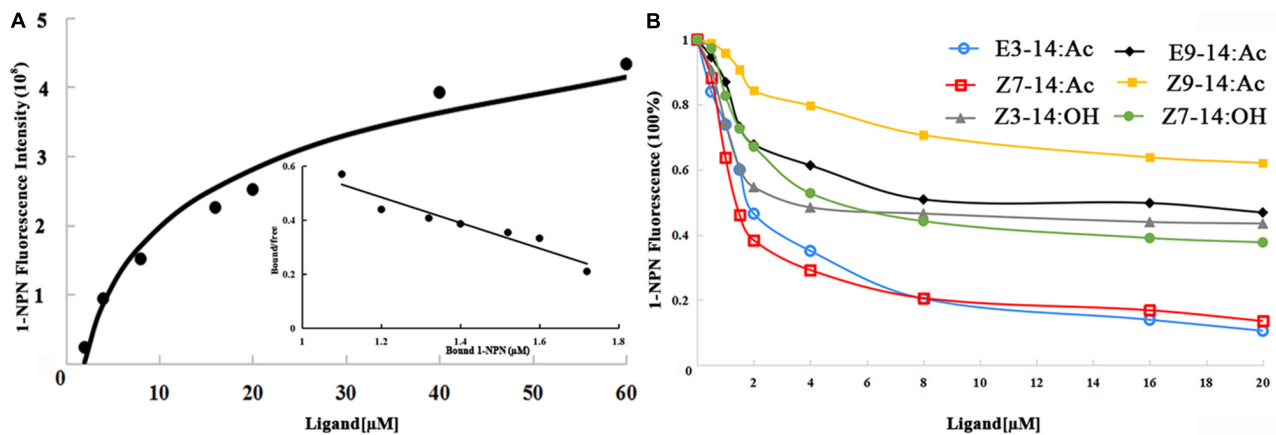 A
1-NPN Fluorescence Intensity (10⁸)
5
4
3
2
1
0
10
20
30
40
50
60
Ligand[µM]
Bound/free
0.6
0.4
0.2
0
1
1.2
1.4
1.6
1.8
Bound 1-NPN (µM)
B
1-NPN Fluorescence (100%)
1
0.8
0.6
0.4
0.2
0
2
4
6
8
10
12
14
16
18
20
Ligand[µM]
E3-14:Ac
E9-14:Ac
Z7-14:Ac
Z9-14:Ac
Z3-14:OH
Z7-14:OH